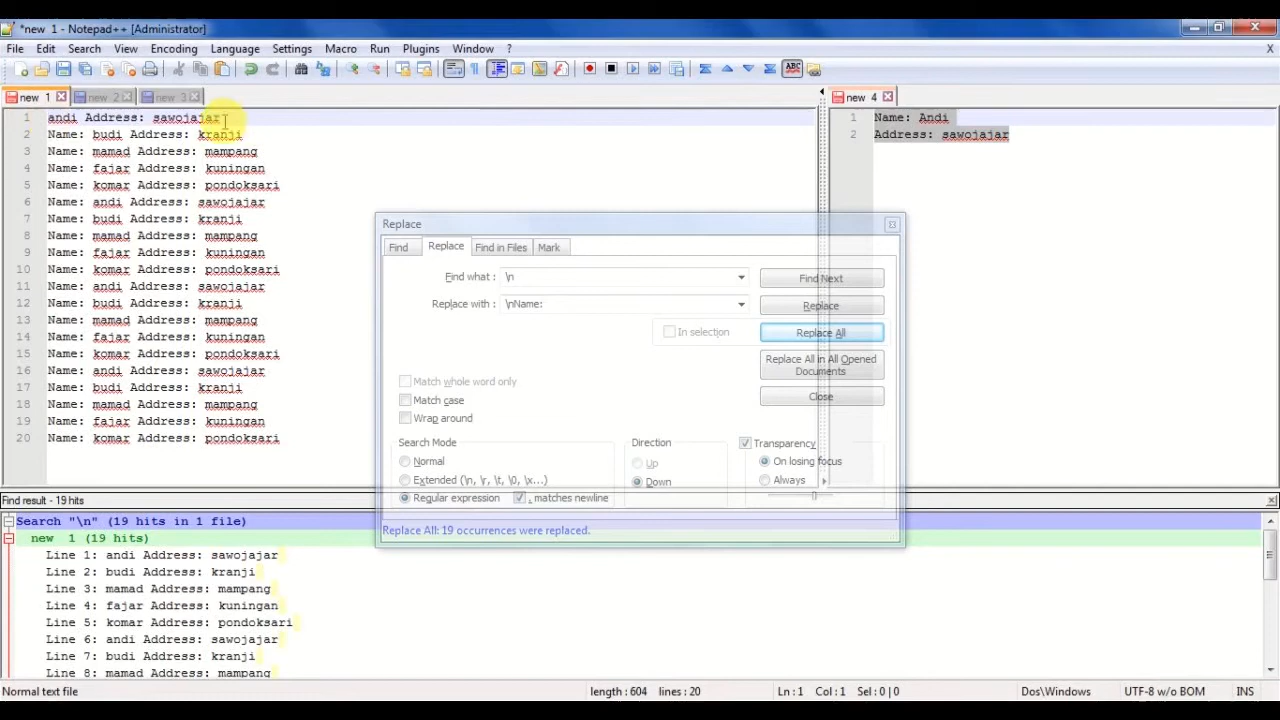 *new 1 - Notepad++ [Administrator]
File Edit Search View Encoding Language Settings Macro Run Plugins Window ? X
new 1 new 2 new 3
1 andi Address: sawojajar
2 Name: budi Address: kranji
3 Name: mamad Address: mampang
4 Name: fajar Address: kuningan
5 Name: komar Address: pondoksari
6 Name: andi Address: sawojajar
7 Name: budi Address: kranji
8 Name: mamad Address: mampang
9 Name: fajar Address: kuningan
10 Name: komar Address: pondoksari
11 Name: andi Address: sawojajar
12 Name: budi Address: kranji
13 Name: mamad Address: mampang
14 Name: fajar Address: kuningan
15 Name: komar Address: pondoksari
16 Name: andi Address: sawojajar
17 Name: budi Address: kranji
18 Name: mamad Address: mampang
19 Name: fajar Address: kuningan
20 Name: komar Address: pondoksari
new 4
1 Name: Andi
2 Address: sawojajar
Replace
Find Replace Find in Files Mark
Find what : \n Find Next
Replace with : \nName: Replace
In selection Replace All
Replace All in All Opened
Documents
Match whole word only
Match case Close
Wrap around
Search Mode Direction Transparency
Normal Up On losing focus
Extended (\n, \r, \t, \0, \x...) Down Always
Regular expression . matches newline
Replace All: 19 occurrences were replaced.
Find result - 19 hits
Search "\n" (19 hits in 1 file)
new 1 (19 hits)
Line 1: andi Address: sawojajar
Line 2: budi Address: kranji
Line 3: mamad Address: mampang
Line 4: fajar Address: kuningan
Line 5: komar Address: pondoksari
Line 6: andi Address: sawojajar
Line 7: budi Address: kranji
Line 8: mamad Address: mampang
Normal text file length : 604 lines : 20 Ln : 1 Col : 1 Sel : 0 | 0 Dos\Windows UTF-8 w/o BOM INS